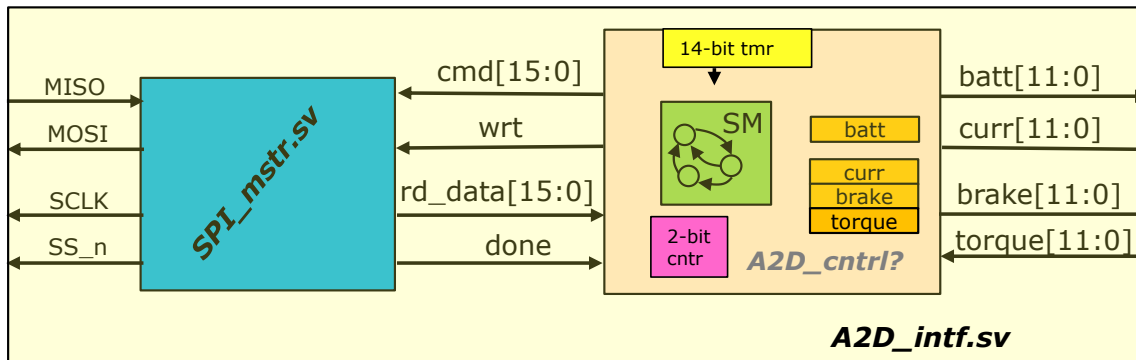 14-bit tmr
MISO
MOSI
SCLK
SS_n
SPI_mstr.sv
cmd[15:0]
wrt
rd_data[15:0]
done
SM
2-bit
cntr
batt
curr
brake
torque
A2D_cntrl?
batt[11:0]
curr[11:0]
brake[11:0]
torque[11:0]
A2D_intf.sv